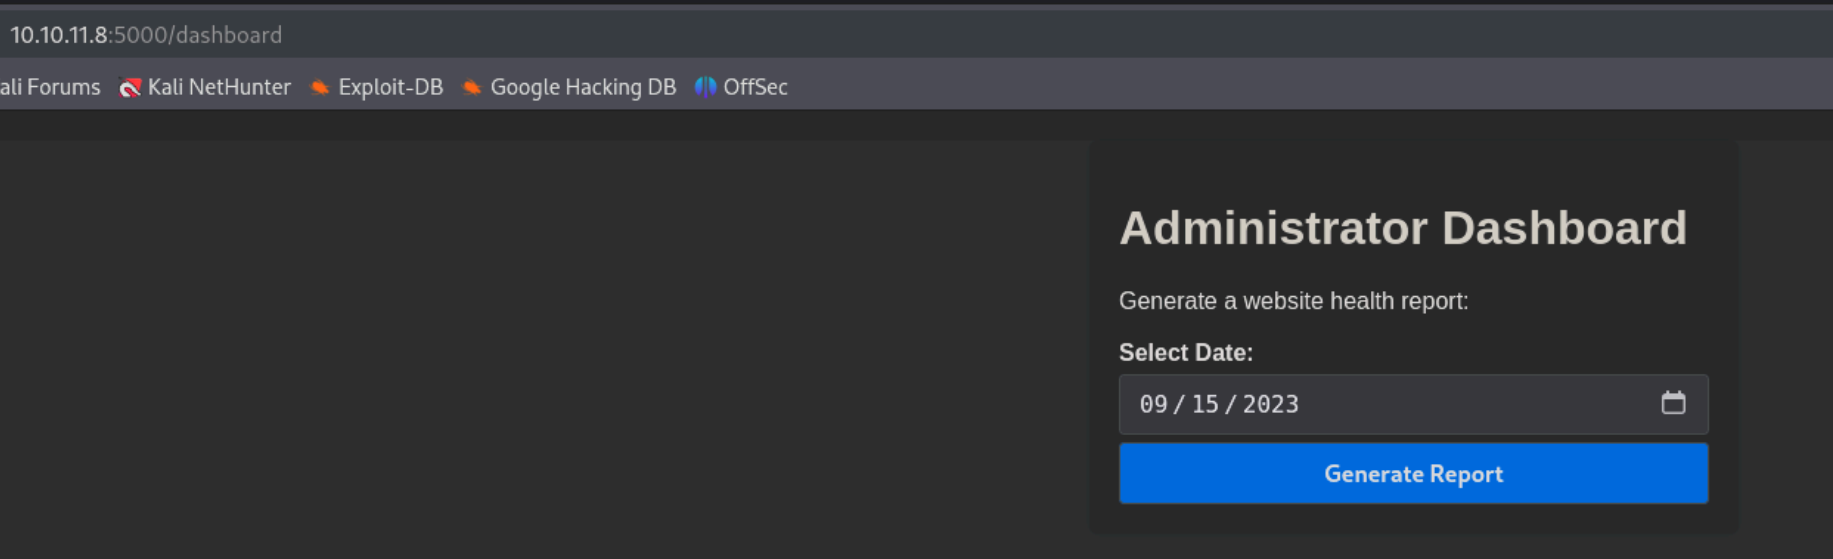 10.10.11.8:5000/dashboard
ali Forums Kali NetHunter Exploit-DB Google Hacking DB OffSec
Administrator Dashboard
Generate a website health report:
Select Date:
09 / 15 / 2023
Generate Report